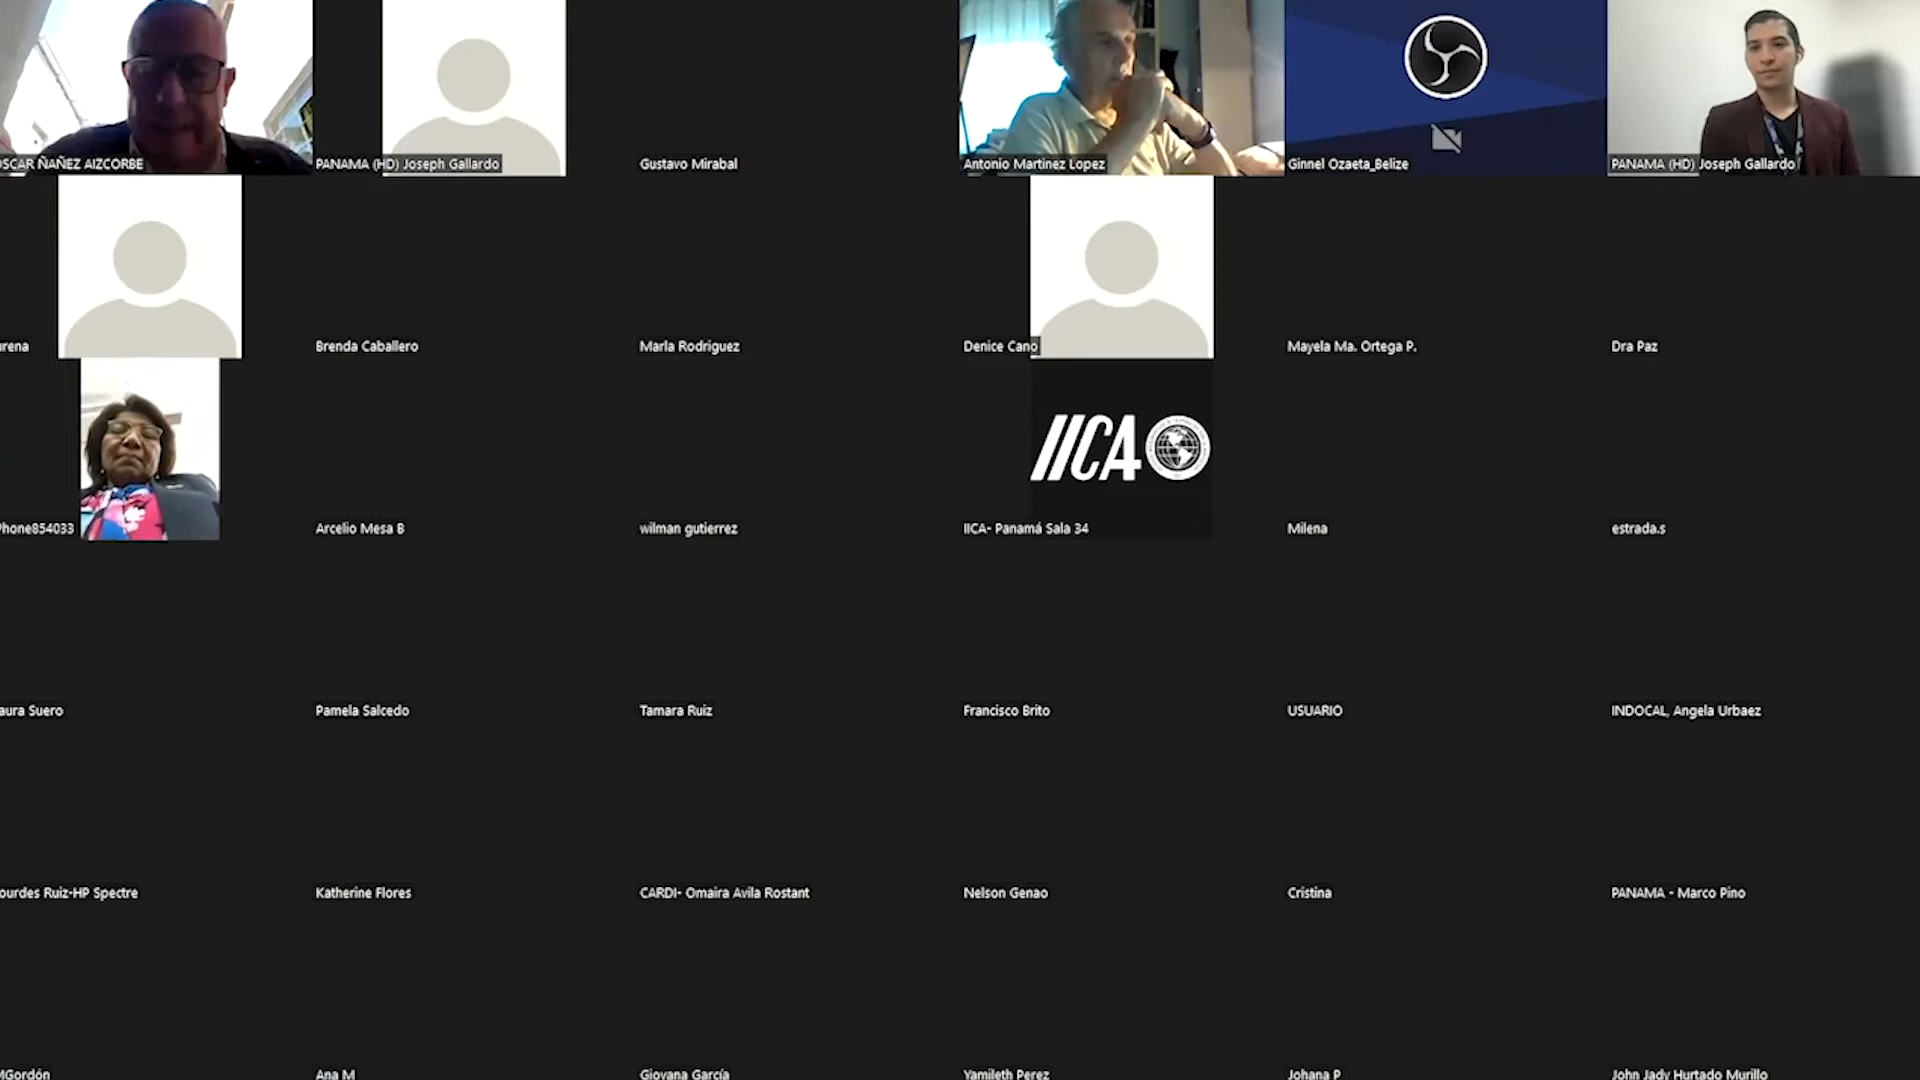 OSCAR ÑAÑEZ AIZCORBE
PANAMA (HD) Joseph Gallardo
Gustavo Mirabal
Antonio Martinez Lopez
Ginnel Ozaeta_Belize
PANAMA (HD) Joseph Gallardo
urena
Brenda Caballero
Marla Rodriguez
Denice Cano
Mayela Ma. Ortega P.
Dra Paz
Phone854033
Arcelio Mesa B
wilman gutierrez
IICA
IICA- Panamá Sala 34
Milena
estrada.s
aura Suero
Pamela Salcedo
Tamara Ruiz
Francisco Brito
USUARIO
INDOCAL, Angela Urbaez
ourdes Ruiz-HP Spectre
Katherine Flores
CARDI- Omaira Avila Rostant
Nelson Genao
Cristina
PANAMA - Marco Pino
MGordón
Ana M
Giovana García
Yamileth Perez
Johana P
John Jady Hurtado Murillo